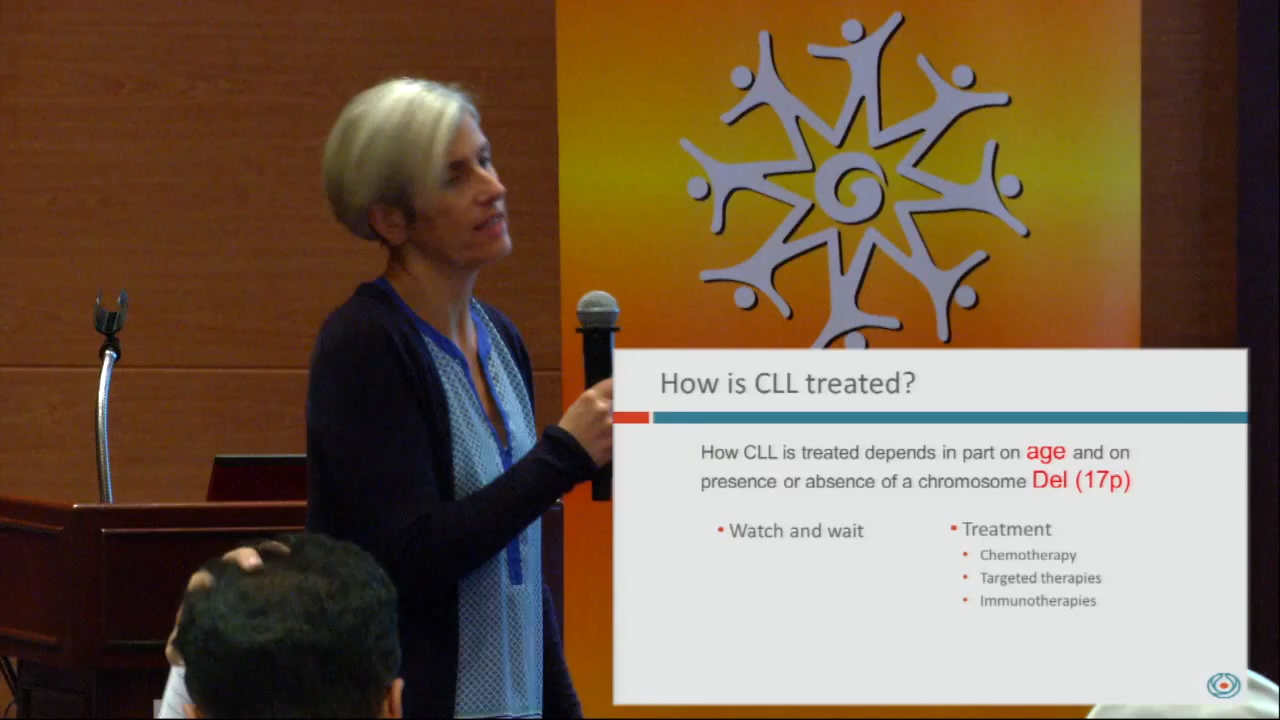 How is CLL treated?
How CLL is treated depends in part on age and on
presence or absence of a chromosome Del (17p)
• Watch and wait
• Treatment
• Chemotherapy
• Targeted therapies
• Immunotherapies